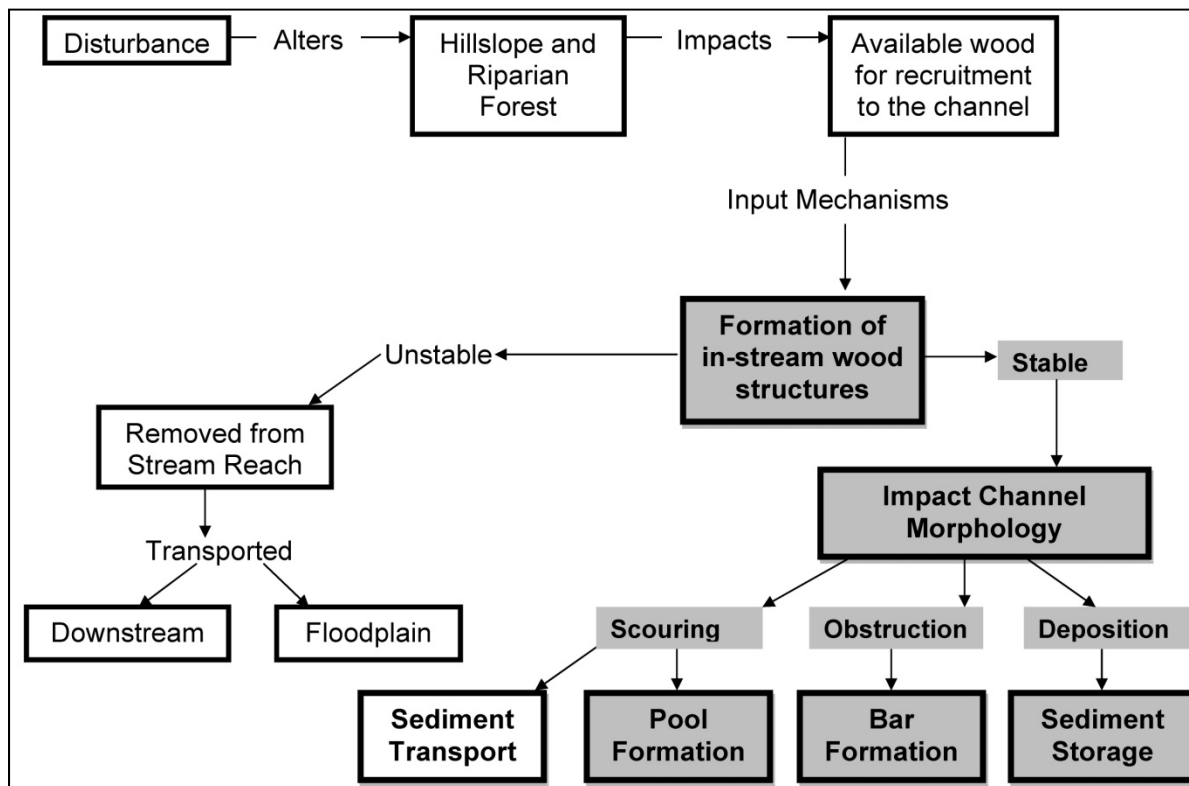 Disturbance
Alters
Hillslope and
Riparian
Forest
Impacts
Available wood
for recruitment
to the channel
Input Mechanisms
Formation of
in-stream wood
structures
Unstable
Stable
Removed from
Stream Reach
Impact Channel
Morphology
Transported
Downstream
Floodplain
Scouring
Obstruction
Deposition
Sediment
Transport
Pool
Formation
Bar
Formation
Sediment
Storage